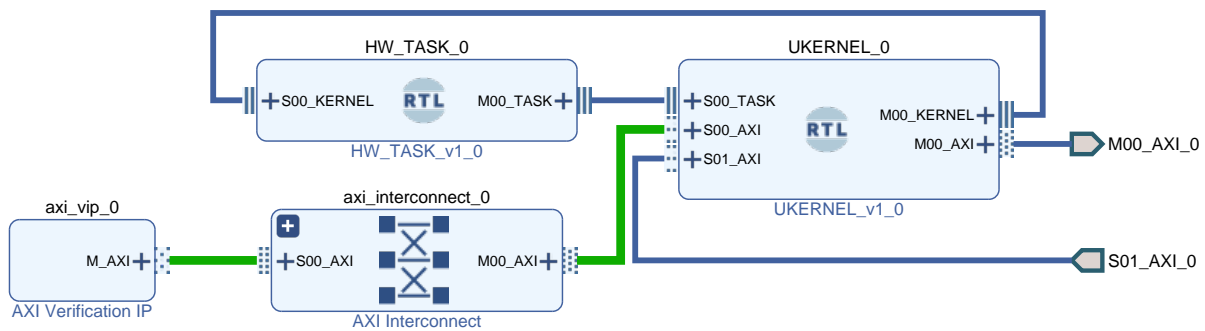 HW_TASK_0
S00_KERNEL
RTL
M00_TASK
HW_TASK_v1_0
UKERNEL_0
S00_TASK
S00_AXI
S01_AXI
RTL
M00_KERNEL
M00_AXI
UKERNEL_v1_0
M00_AXI_0
S01_AXI_0
axi_vip_0
M_AXI
AXI Verification IP
axi_interconnect_0
S00_AXI
M00_AXI
AXI Interconnect